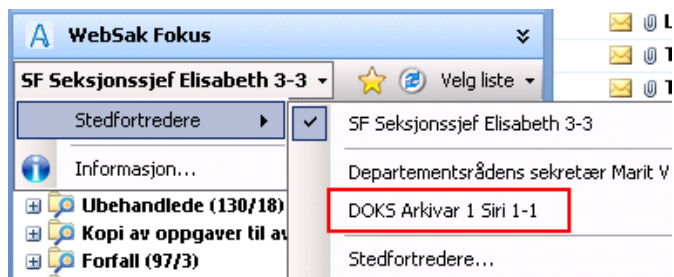 WebSak Fokus
SF Seksjonssjef Elisabeth 3-3
Velg liste
Stedfortredere
SF Seksjonssjef Elisabeth 3-3
Informasjon...
Departementsrådens sekretær Marit V
Ubehandlede (130/18)
DOKS Arkivar 1 Siri 1-1
Kopi av oppgaver til av
Forfall (97/3)
Stedfortredere...